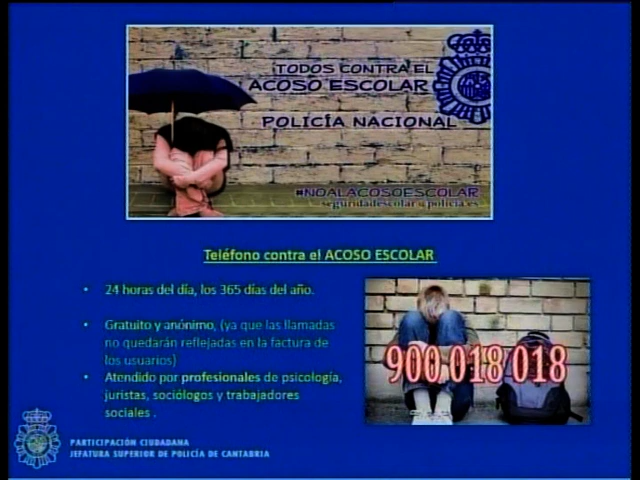 TODOS CONTRA EL
ACOSO ESCOLAR
POLICÍA NACIONAL
#NOALACOSOESCOLAR
seguridadescolar@policia.es
Teléfono contra el ACOSO ESCOLAR
• 24 horas del día, los 365 días del año.
• Gratuito y anónimo, (ya que las llamadas
no quedarán reflejadas en la factura de
los usuarios)
• Atendido por profesionales de psicología,
juristas, sociólogos y trabajadores
sociales .
900 018 018
PARTICIPACIÓN CIUDADANA
JEFATURA SUPERIOR DE POLICÍA DE CANTABRIA